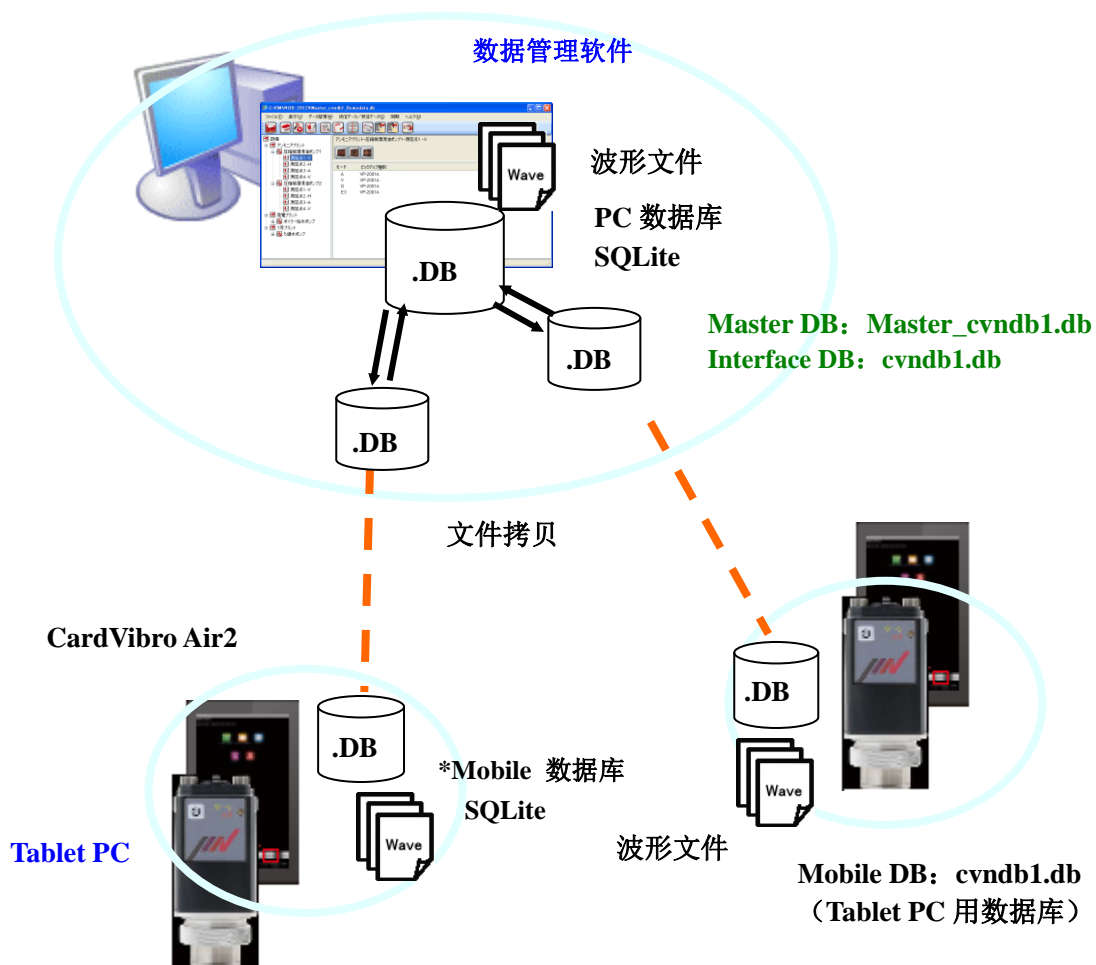 数据管理软件
Wave
波形文件
PC 数据库
SQLite
.DB
.DB
.DB
Master DB：Master_cvndb1.db
Interface DB：cvndb1.db
文件拷贝
CardVibro Air2
.DB
*Mobile 数据库
SQLite
Wave
Tablet PC
.DB
Wave
波形文件
Mobile DB：cvndb1.db
（Tablet PC 用数据库）